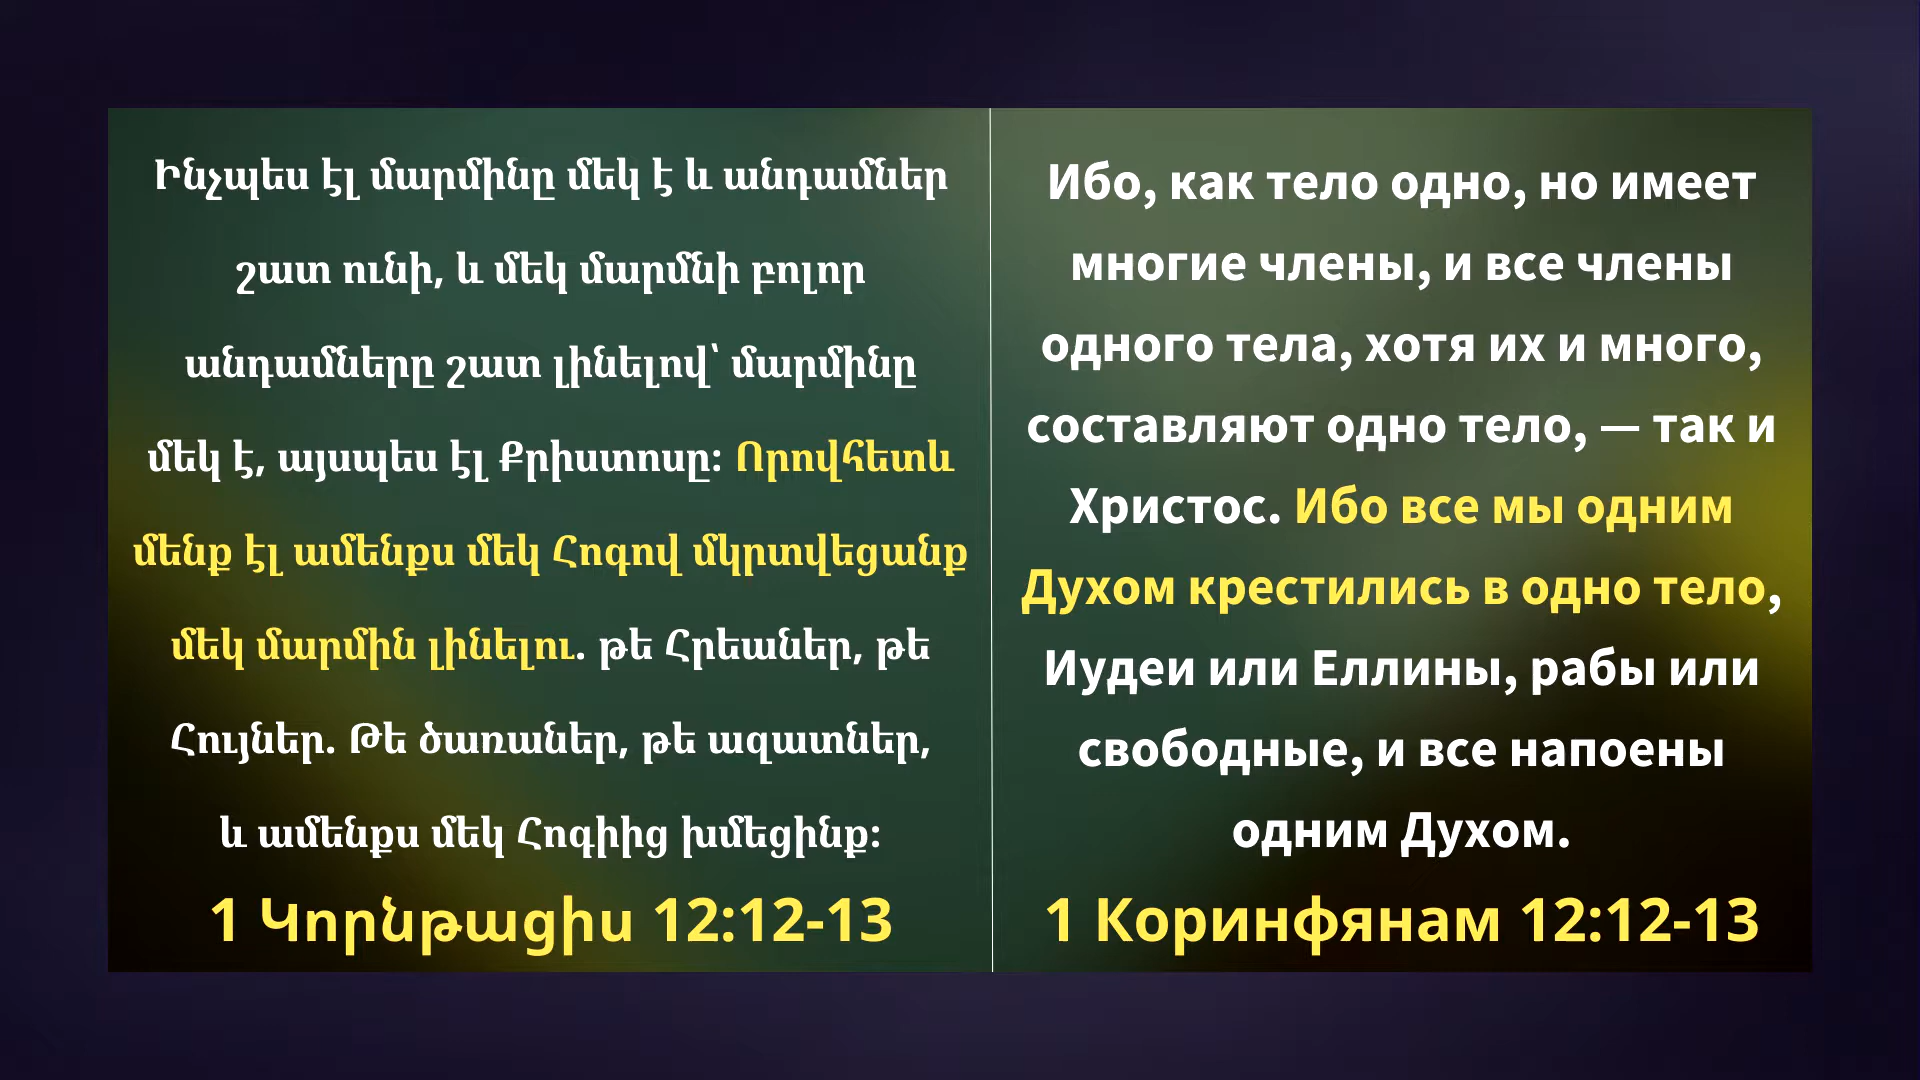 Ինչպես էլ մարմինը մեկ է և անդամներ
շատ ունի, և մեկ մարմնի բոլոր
անդամները շատ լինելով՝ մարմինը
մեկ է, այսպես էլ Քրիստոսը: Որովհետև
մենք էլ ամենքս մեկ Հոգով մկրտվեցանք
մեկ մարմին լինելու. թե Հրեաներ, թե
Հույներ. Թե ծառաներ, թե ազատներ,
և ամենքս մեկ Հոգիից խմեցինք:
1 Կորնթացիս 12:12-13
Ибо, как тело одно, но имеет
многие члены, и все члены
одного тела, хотя их и много,
составляют одно тело, — так и
Христос. Ибо все мы одним
Духом крестились в одно тело,
Иудеи или Еллины, рабы или
свободные, и все напоены
одним Духом.
1 Коринфянам 12:12-13